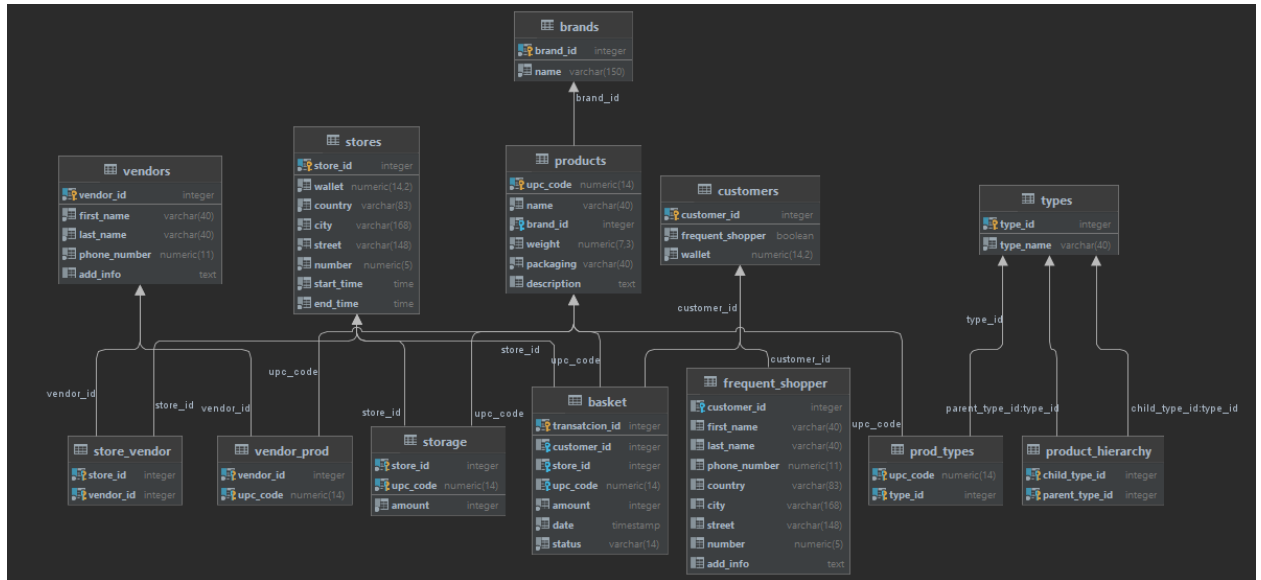 brands
brand_id integer
name varchar(150)
brand_id
stores
store_id integer
wallet numeric(14,2)
country varchar(83)
city varchar(168)
street varchar(148)
number numeric(5)
start_time time
end_time time
vendors
vendor_id integer
first_name varchar(40)
last_name varchar(40)
phone_number numeric(11)
add_info text
products
upc_code numeric(14)
name varchar(40)
brand_id integer
weight numeric(7,3)
packaging varchar(40)
description text
customers
customer_id integer
frequent_shopper boolean
wallet numeric(14,2)
types
type_id integer
type_name varchar(40)
customer_id
type_id
store_id
upc_code
customer_id
upc_code
vendor_id
store_id
vendor_id
store_id
upc_code
upc_code
parent_type_id:type_id
child_type_id:type_id
store_vendor
store_id integer
vendor_id integer
vendor_prod
vendor_id integer
upc_code numeric(14)
storage
store_id integer
upc_code numeric(14)
amount integer
basket
transatcion_id integer
customer_id integer
store_id integer
upc_code numeric(14)
amount integer
date timestamp
status varchar(14)
frequent_shopper
customer_id integer
first_name varchar(40)
last_name varchar(40)
phone_number numeric(11)
country varchar(83)
city varchar(168)
street varchar(148)
number numeric(5)
add_info text
prod_types
upc_code numeric(14)
type_id integer
product_hierarchy
child_type_id integer
parent_type_id integer